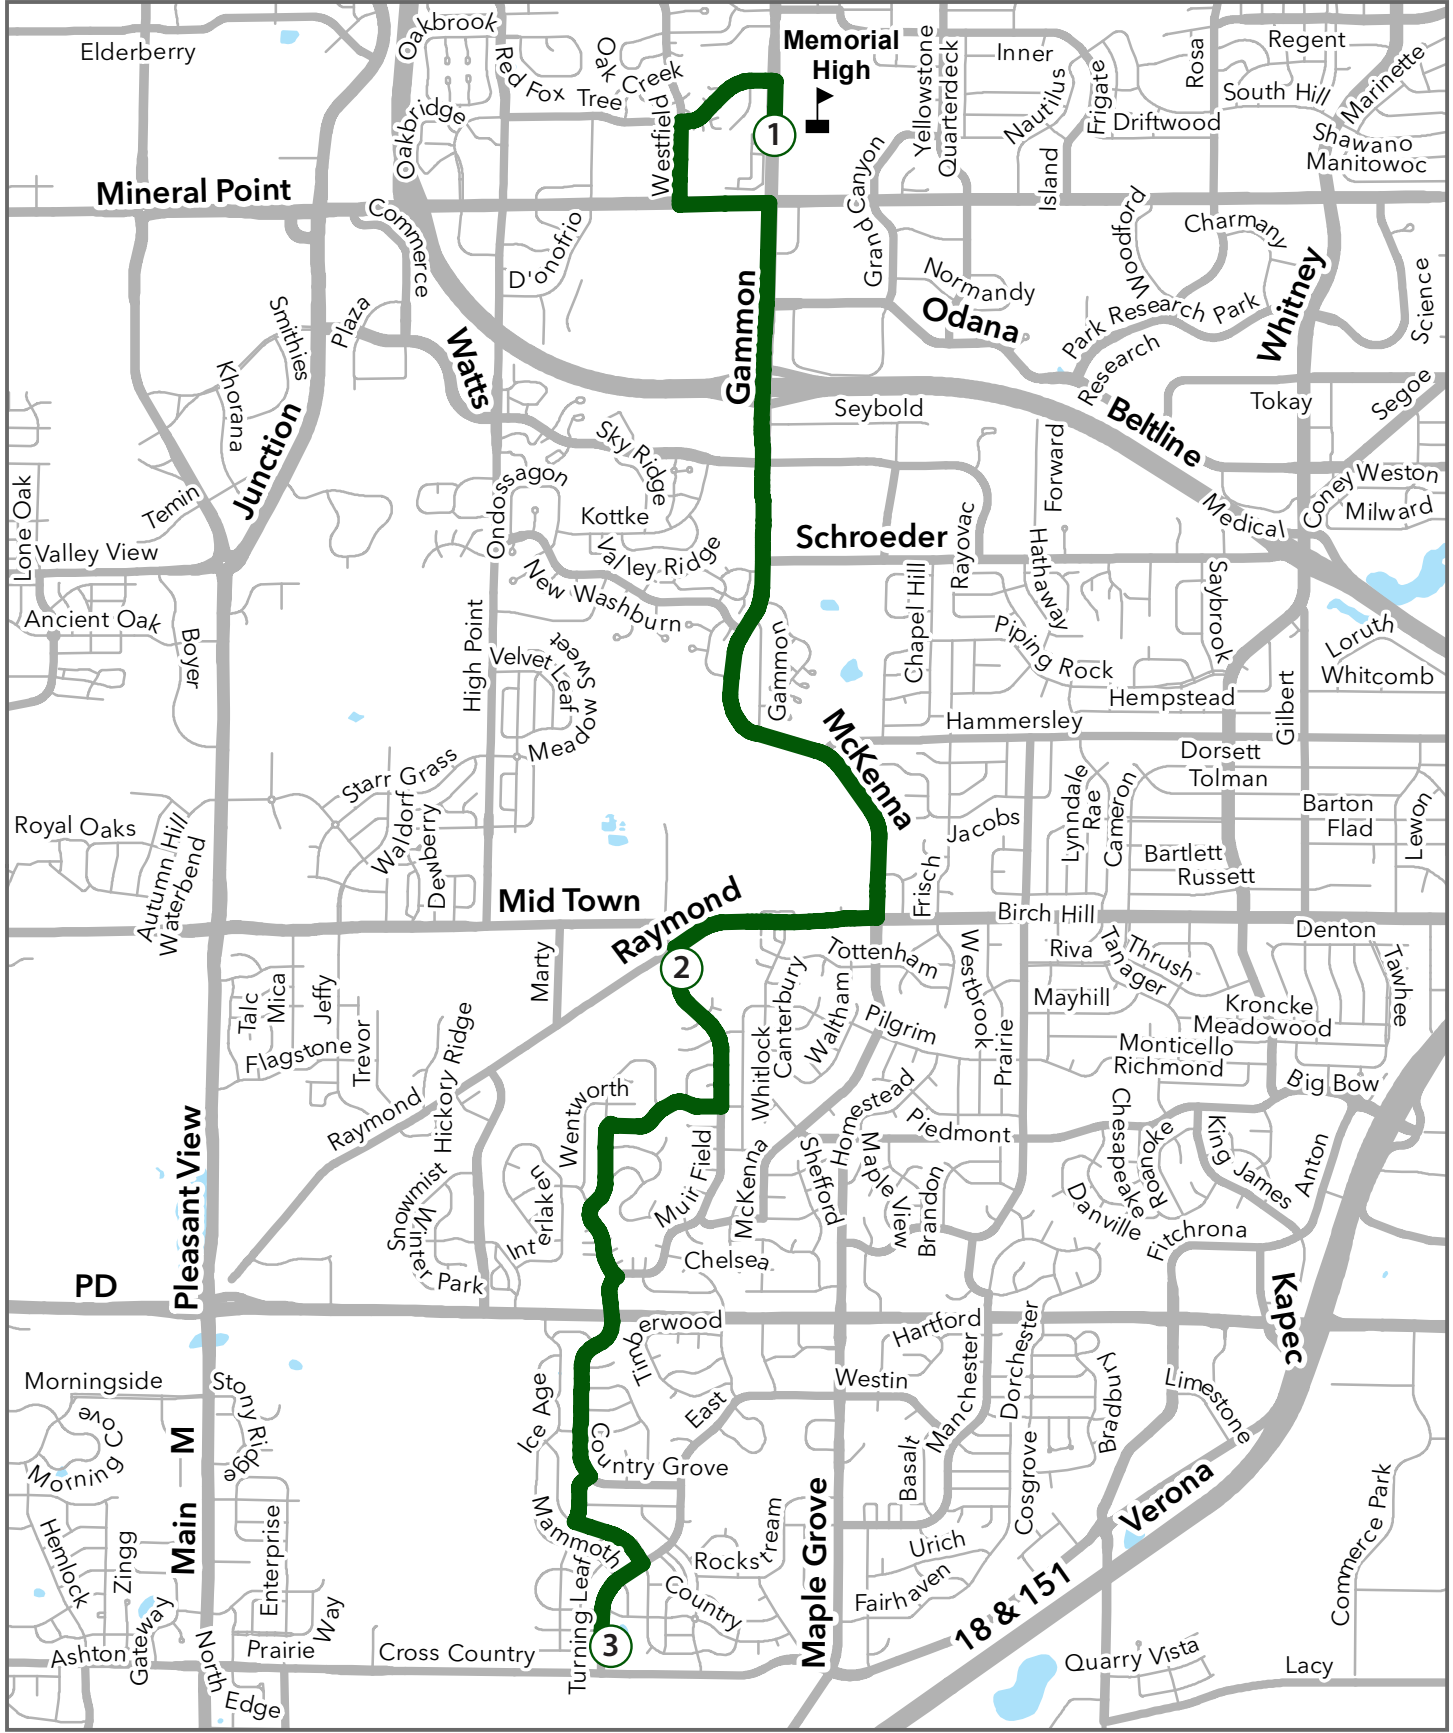 Elderberry
Oakbrook
Red Fox
Tree
Oak
Creek
Westfield
Memorial
High
1
Yellowstone
Quarterdeck
Inner
Nautilus
Frigate
Rosa
Regent
South Hill
Marinette
Driftwood
Shawano
Manitowoc
Oakbridge
Mineral Point
Commerce
D'onofrio
Grand Canyon
Island
Woodford
Charmany
Normandy
Odana
Park
Research
Park
Research
Whitney
Science
Smithies
Plaza
Khorana
Watts
Gammon
Seybold
Beltline
Tokay
Segoe
Junction
Temin
Lone Oak
Valley View
Sky Ridge
Ondossagon
Kottke
Valley Ridge
New Washburn
Forward
Rayovac
Schroeder
Hathaway
Medical
Coney
Weston
Milward
Ancient Oak
Boyer
High Point
Velvet Leaf
Sweet
Meadow
Gammon
Chapel Hill
Piping Rock
Saybrook
Loruth
Whitcomb
Hempstead
Gilbert
Hammersley
McKenna
Dorsett
Tolman
Starr Grass
Waldorf
Dewberry
Royal Oaks
Autumn Hill
Waterbend
Jacobs
Frisch
Lynndale
Rae
Cameron
Barton
Flad
Lewon
Bartlett
Russett
Mid Town
Raymond
Birch Hill
Denton
2
Marty
Tottenham
Westbrook
Riva
Tanager
Thrush
Tawhee
Talc
Mica
Jeffy
Trevor
Flagstone
Hickory Ridge
Raymond
Canterbury
Whitlock
Waltham
Pilgrim
Prairie
Mayhill
Kroncke
Meadowood
Monticello
Richmond
Big Bow
Wentworth
Homestead
Piedmont
Chesapeake
Roanoke
King James
Anton
Pleasant View
Snowmist
Winter Park
Interlaken
Muir Field
McKenna
Shefford
Maple View
Brandon
Danville
Fitchrona
Chelsea
PD
Kapec
Timberwood
Hartford
Manchester
Dorchester
Bradbury
Limestone
Morningside
Stony Ridge
Morning Cove
Main
M
Ice Age
East
Westin
Country Grove
Basalt
Cosgrove
Verona
Commerce Park
Hemlock
Zingg
Enterprise
Mammoth
Turning Leaf
Rockstream
Country
Maple Grove
Urich
Fairhaven
18 & 151
Ashton
Gateway
North
Edge
Prairie
Way
Cross Country
3
Quarry Vista
Lacy